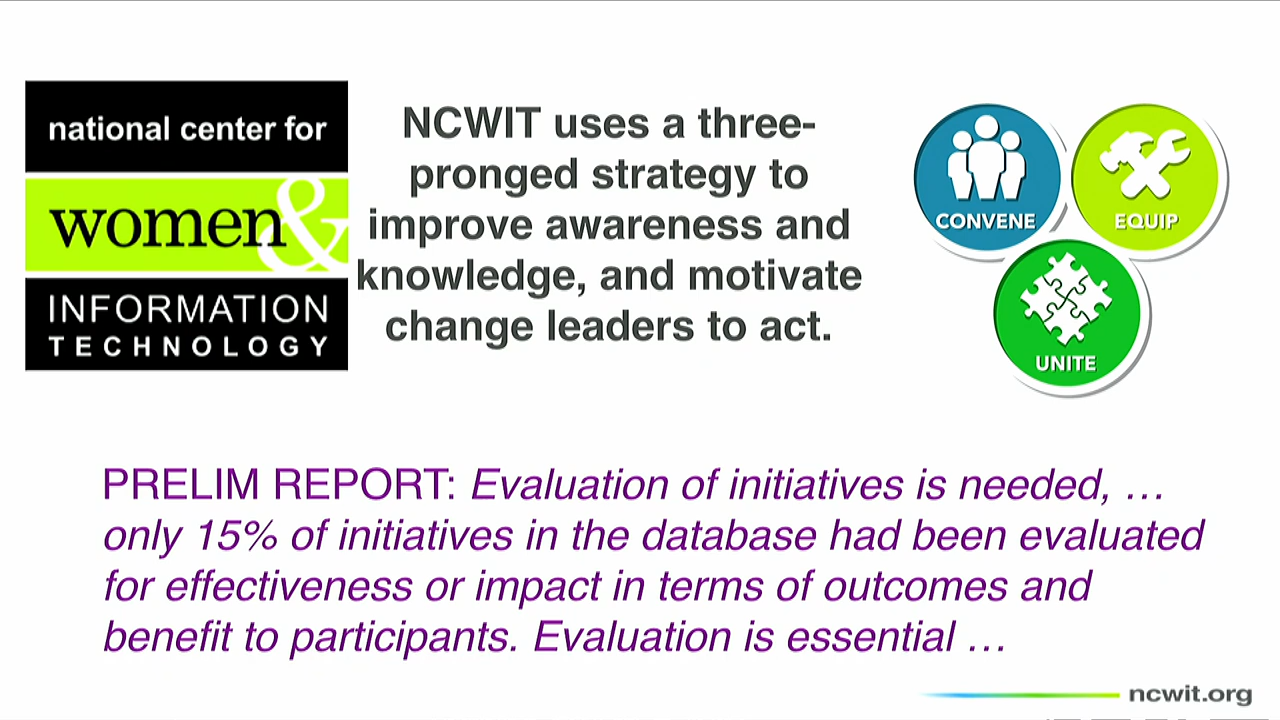 national center for
women&
INFORMATION
TECHNOLOGY
NCWIT uses a three-
pronged strategy to
improve awareness and
knowledge, and motivate
change leaders to act.
CONVENE
EQUIP
UNITE
PRELIM REPORT: Evaluation of initiatives is needed, …
only 15% of initiatives in the database had been evaluated
for effectiveness or impact in terms of outcomes and
benefit to participants. Evaluation is essential …
ncwit.org